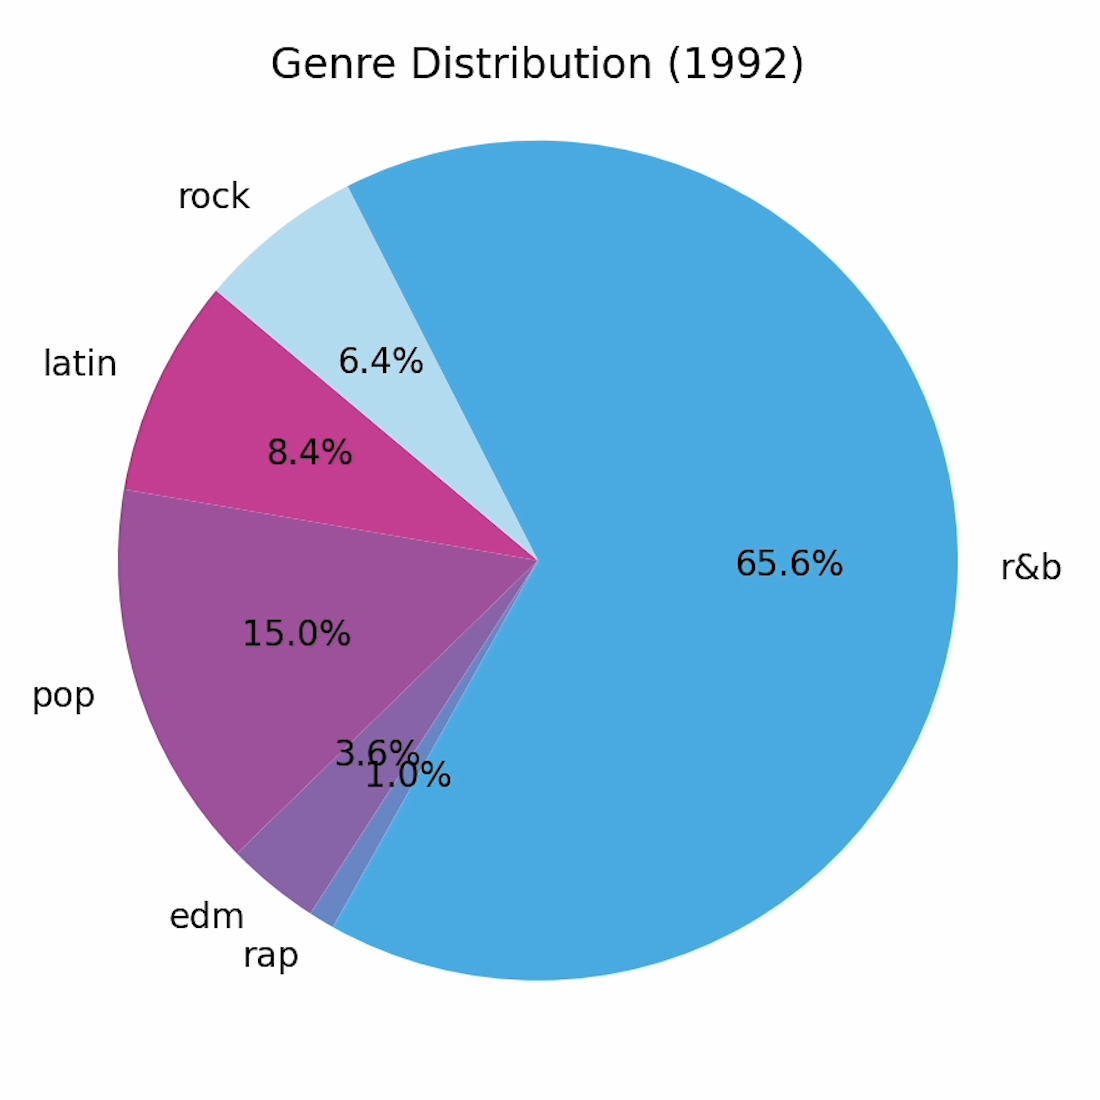 Genre Distribution (1992)
rock
6.4%
latin
8.4%
65.6%
r&b
15.0%
pop
3.6%
1.0%
edm
rap